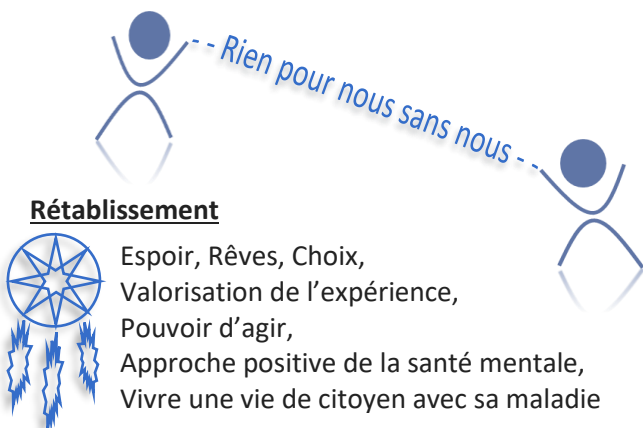 - - Rien pour nous sans nous - -
Rétablissement
Espoir, Rêves, Choix,
Valorisation de l’expérience,
Pouvoir d’agir,
Approche positive de la santé mentale,
Vivre une vie de citoyen avec sa maladie